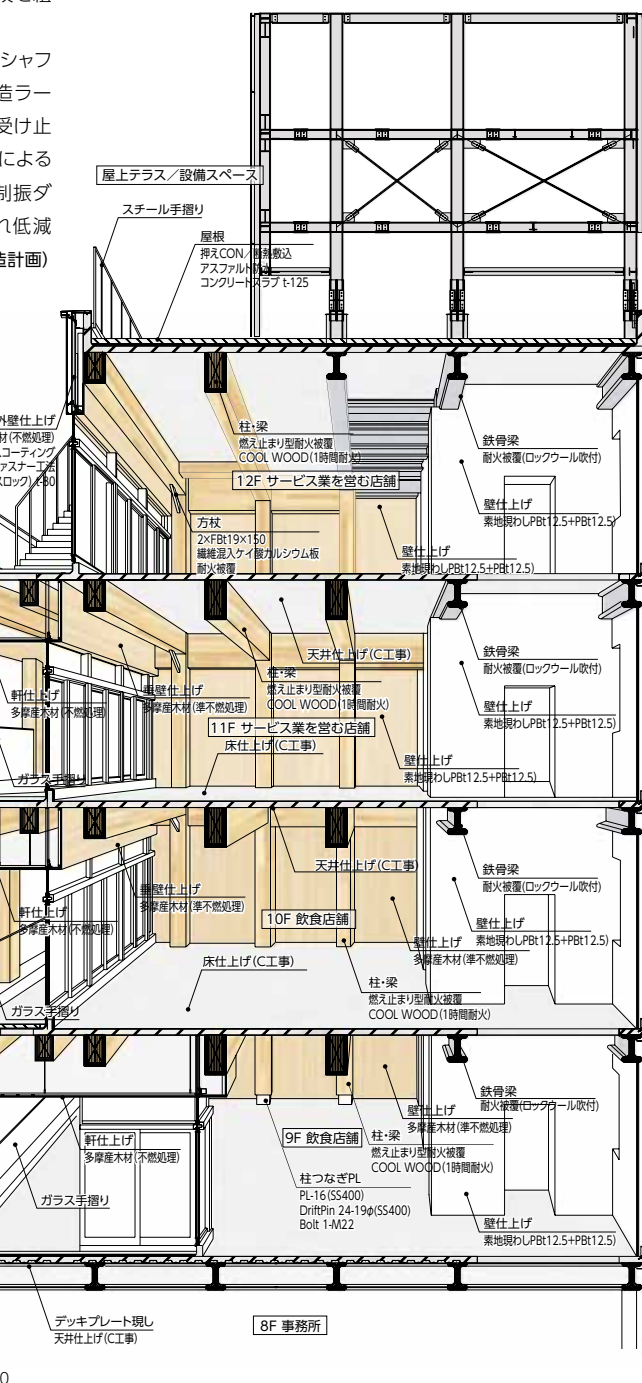 シャフ
造ラー
受け止
による
制振ダ
れ低減
造計画)
屋上テラス／設備スペース
スチール手摺り
屋根
押えCON／断熱敷込
アスファルト防水
コンクリートスラブ t-125
外壁仕上げ
材(不燃処理)
スコーティング
ァスナー工法
スロック) t-80
柱・梁
燃え止まり型耐火被覆
COOL WOOD(1時間耐火)
12F サービス業を営む店舗
方杖
2×FBt19×150
繊維混入ケイ酸カルシウム板
耐火被覆
鉄骨梁
耐火被覆(ロックウール吹付)
壁仕上げ
素地現わしPBt12.5+PBt12.5)
壁仕上げ
素地現わしPBt12.5+PBt12.5)
天井仕上げ(C工事)
柱・梁
燃え止まり型耐火被覆
COOL WOOD(1時間耐火)
軒仕上げ
多摩産木材(不燃処理)
垂壁仕上げ
多摩産木材(準不燃処理)
11F サービス業を営む店舗
床仕上げ(C工事)
ガラス手摺り
鉄骨梁
耐火被覆(ロックウール吹付)
壁仕上げ
素地現わしPBt12.5+PBt12.5)
壁仕上げ
素地現わしPBt12.5+PBt12.5)
天井仕上げ(C工事)
垂壁仕上げ
多摩産木材(準不燃処理)
軒仕上げ
多摩産木材(不燃処理)
10F 飲食店舗
床仕上げ(C工事)
ガラス手摺り
鉄骨梁
耐火被覆(ロックウール吹付)
壁仕上げ
素地現わしPBt12.5+PBt12.5)
壁仕上げ
多摩産木材(準不燃処理)
柱・梁
燃え止まり型耐火被覆
COOL WOOD(1時間耐火)
鉄骨梁
耐火被覆(ロックウール吹付)
壁仕上げ
多摩産木材(準不燃処理)
9F 飲食店舗
柱・梁
燃え止まり型耐火被覆
COOL WOOD(1時間耐火)
軒仕上げ
多摩産木材(不燃処理)
ガラス手摺り
柱つなぎPL
PL-16(SS400)
DriftPin 24-19φ(SS400)
Bolt 1-M22
壁仕上げ
素地現わしPBt12.5+PBt12.5)
デッキプレート現し
天井仕上げ(C工事)
8F 事務所